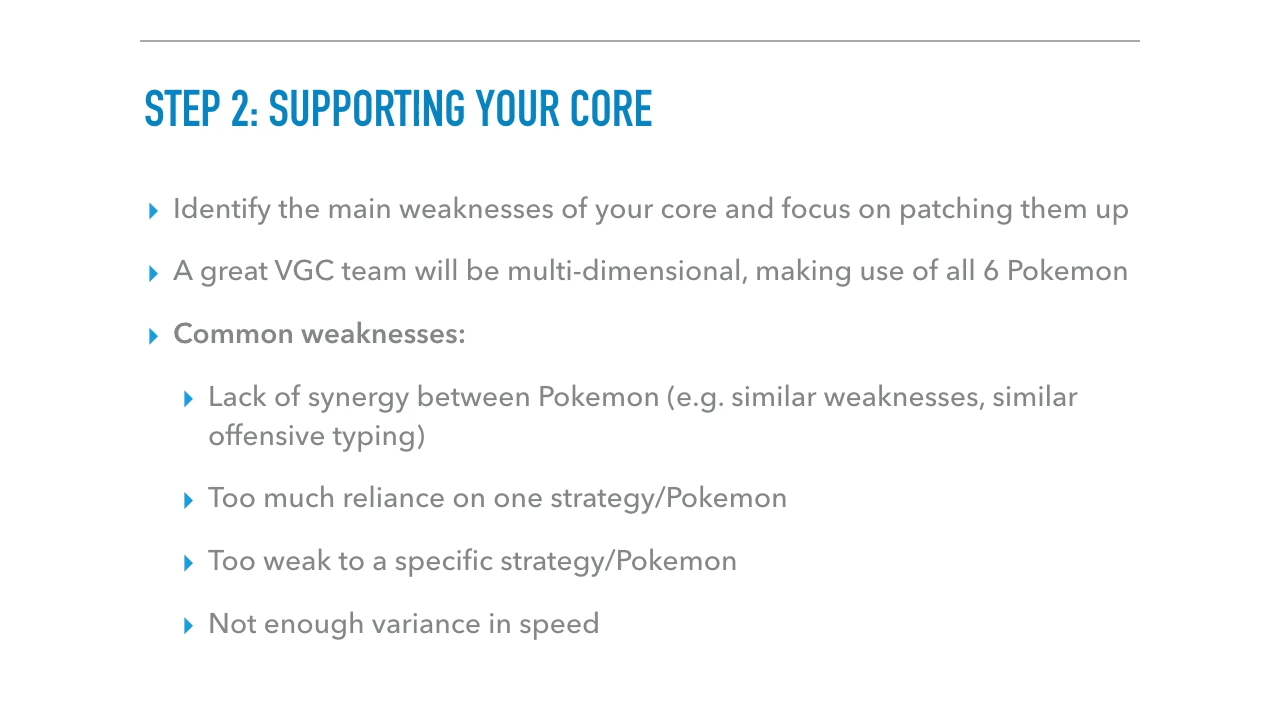 STEP 2: SUPPORTING YOUR CORE
Identify the main weaknesses of your core and focus on patching them up
A great VGC team will be multi-dimensional, making use of all 6 Pokemon
Common weaknesses:
Lack of synergy between Pokemon (e.g. similar weaknesses, similar
offensive typing)
Too much reliance on one strategy/Pokemon
Too weak to a specific strategy/Pokemon
Not enough variance in speed